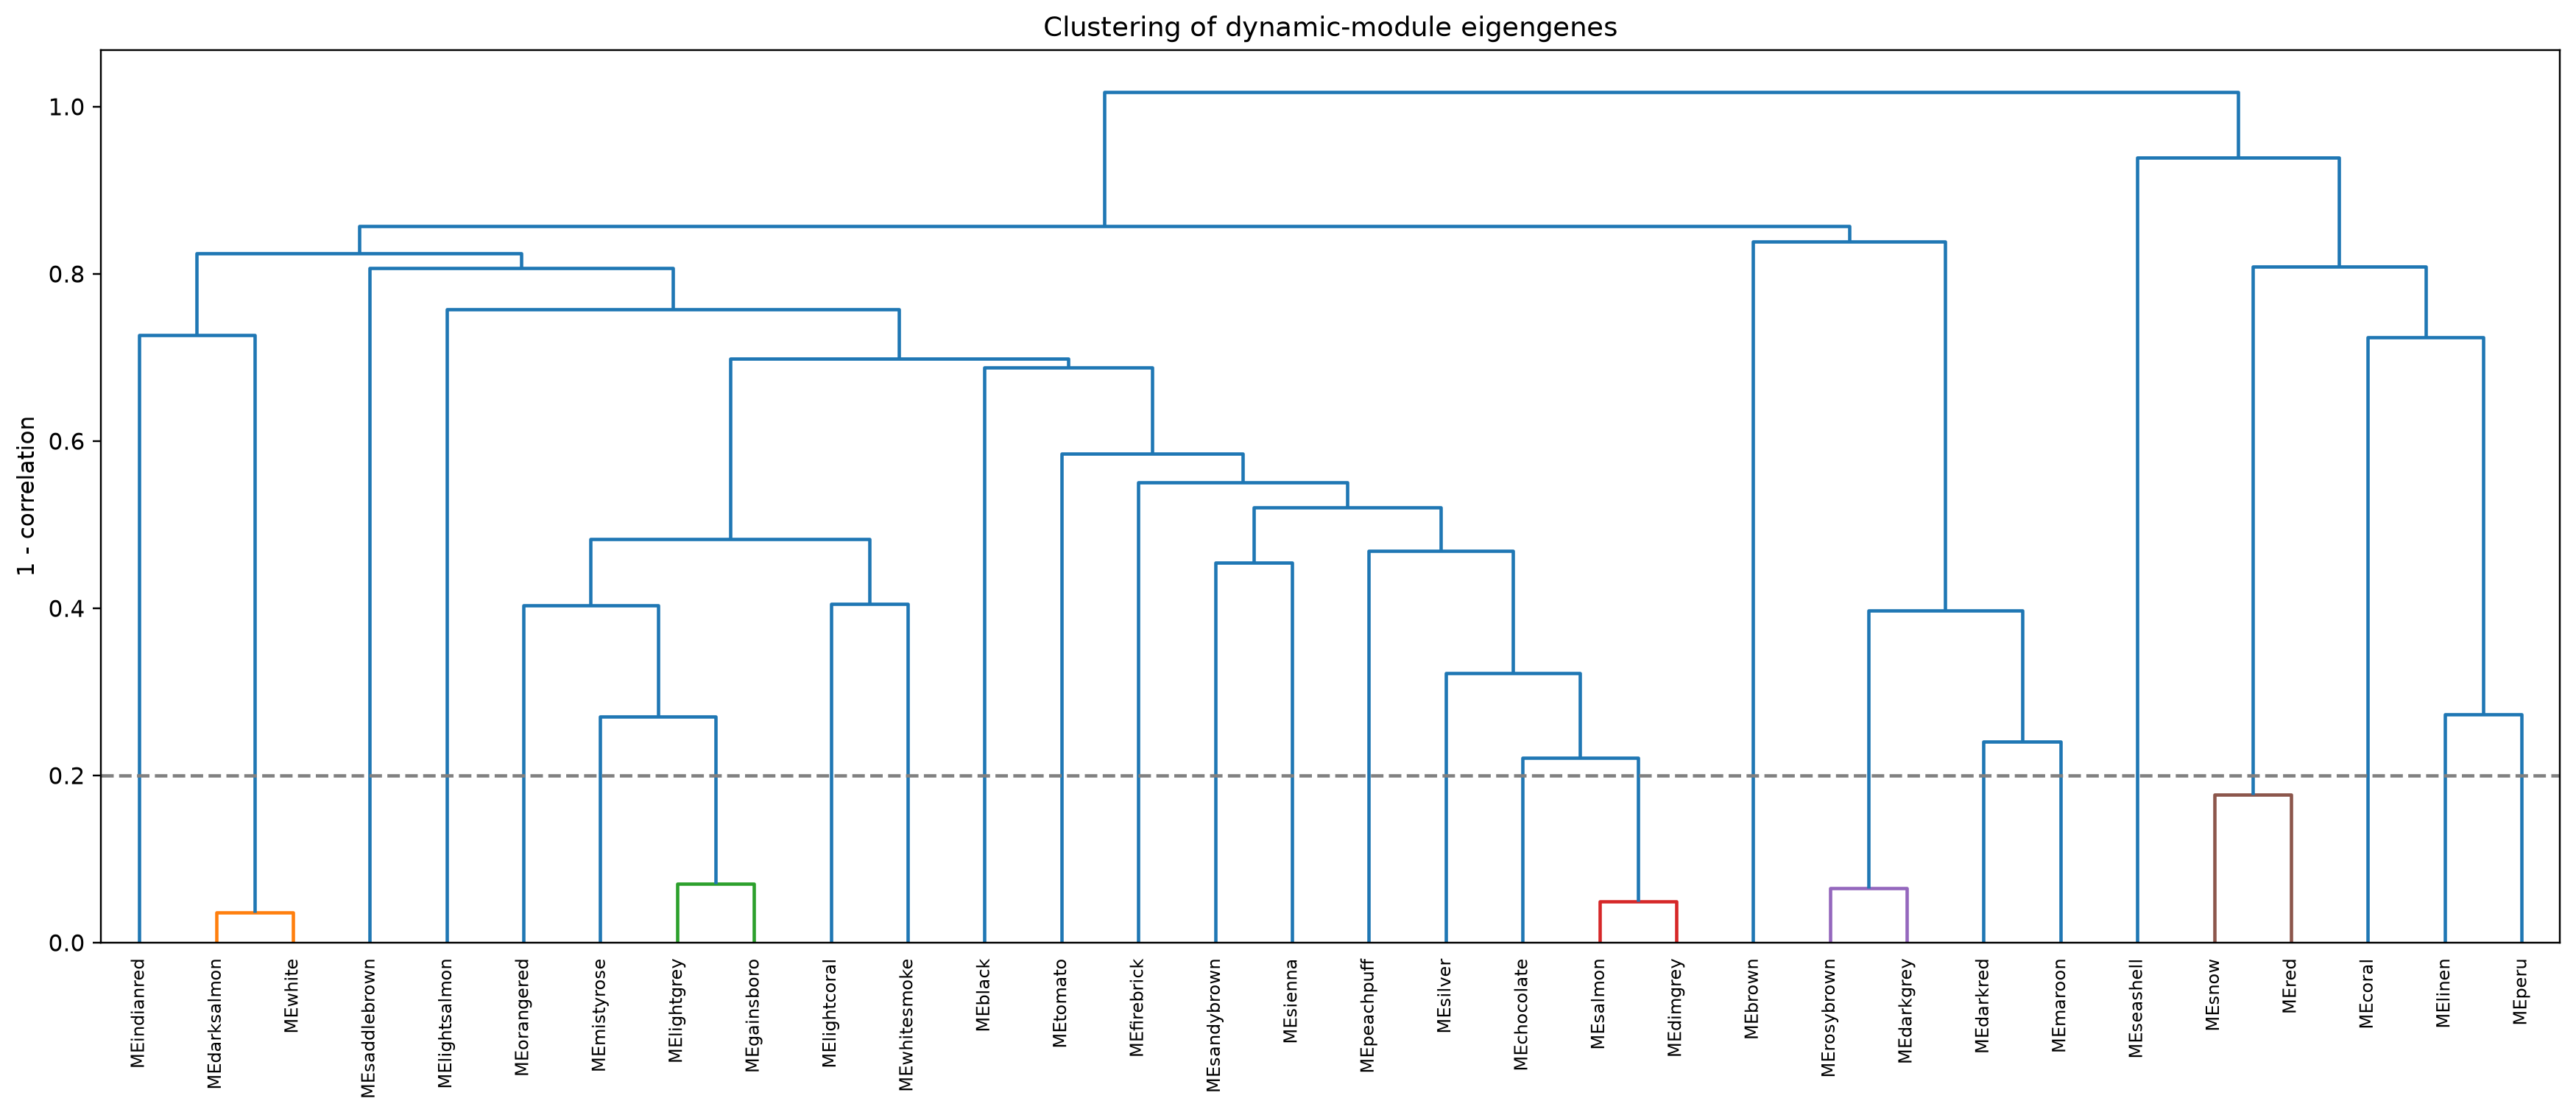 Clustering of dynamic-module eigengenes
1 - correlation
1.0
0.8
0.6
0.4
0.2
0.0
MEindianred
MEdarksalmon
MEwhite
MEsaddlebrown
MElightsalmon
MEorangered
MEmistyrose
MElightgrey
MEgainsboro
MElightcoral
MEwhitesmoke
MEblack
MEtomato
MEfirebrick
MEsandybrown
MEsienna
MEpeachpuff
MEsilver
MEchocolate
MEsalmon
MEdimgrey
MEbrown
MErosybrown
MEdarkgrey
MEdarkred
MEmaroon
MEseashell
MEsnow
MEred
MEcoral
MElinen
MEperu